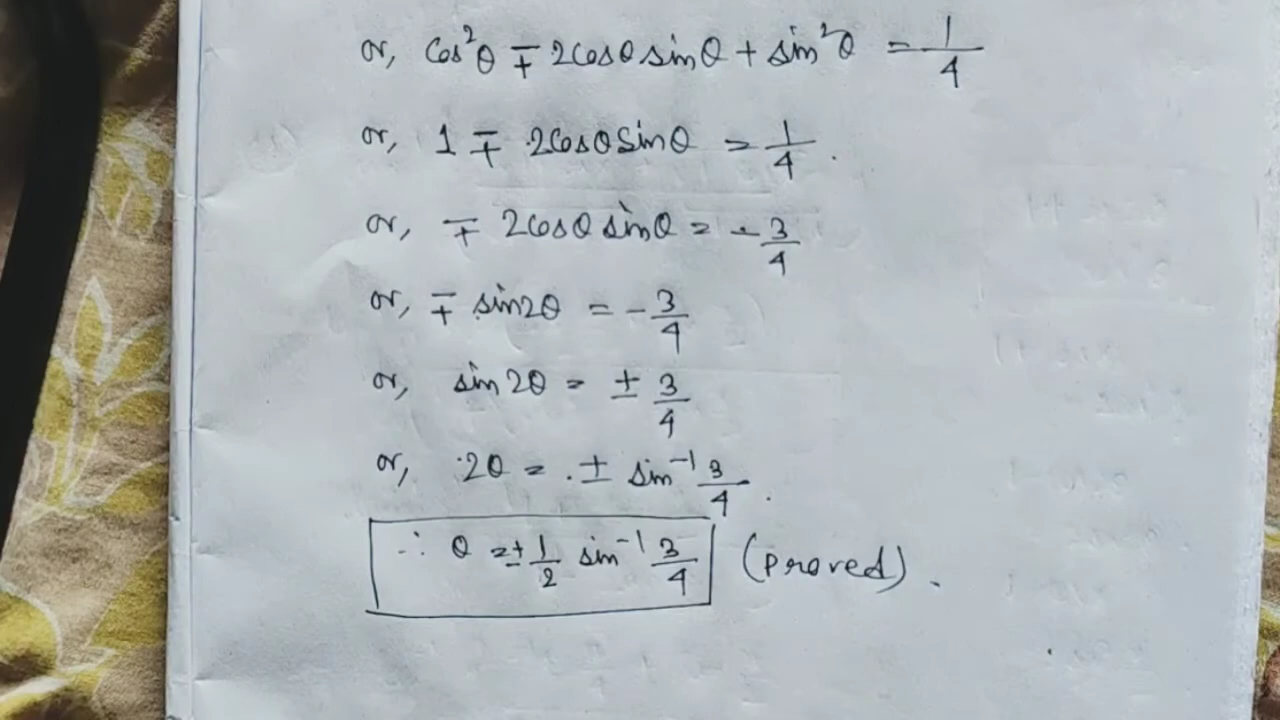 or, cos²θ ∓ 2cosθ sinθ + sin²θ = 1/4
or, 1 ∓ 2cosθ sinθ = 1/4.
or, ∓ 2cosθ sinθ = -3/4
or, ∓ sin2θ = -3/4
or, sin2θ = ± 3/4
or, 2θ = ± sin⁻¹ 3/4.
∴ θ = ± 1/2 sin⁻¹ 3/4 (proved).